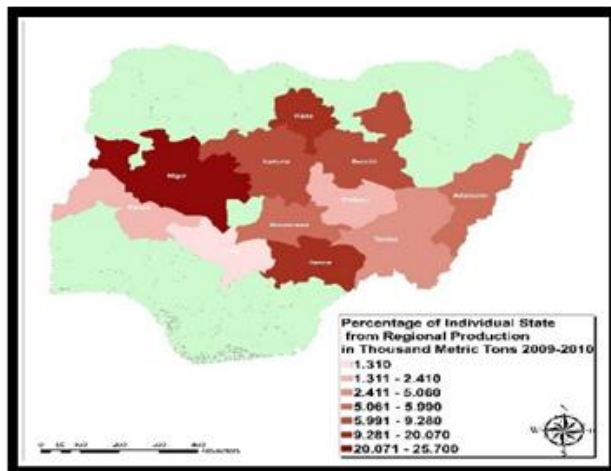 Kano
Kaduna
Bauchi
Niger
Adamawa
Plateau
Kwara
Nasarawa
Taraba
Benue
Percentage of Individual State
from Regional Production
in Thousand Metric Tons 2009-2010
1.310
1.311 - 2.410
2.411 - 5.060
5.061 - 5.990
5.991 - 9.280
9.281 - 20.070
20.071 - 25.700
N
W
E
S